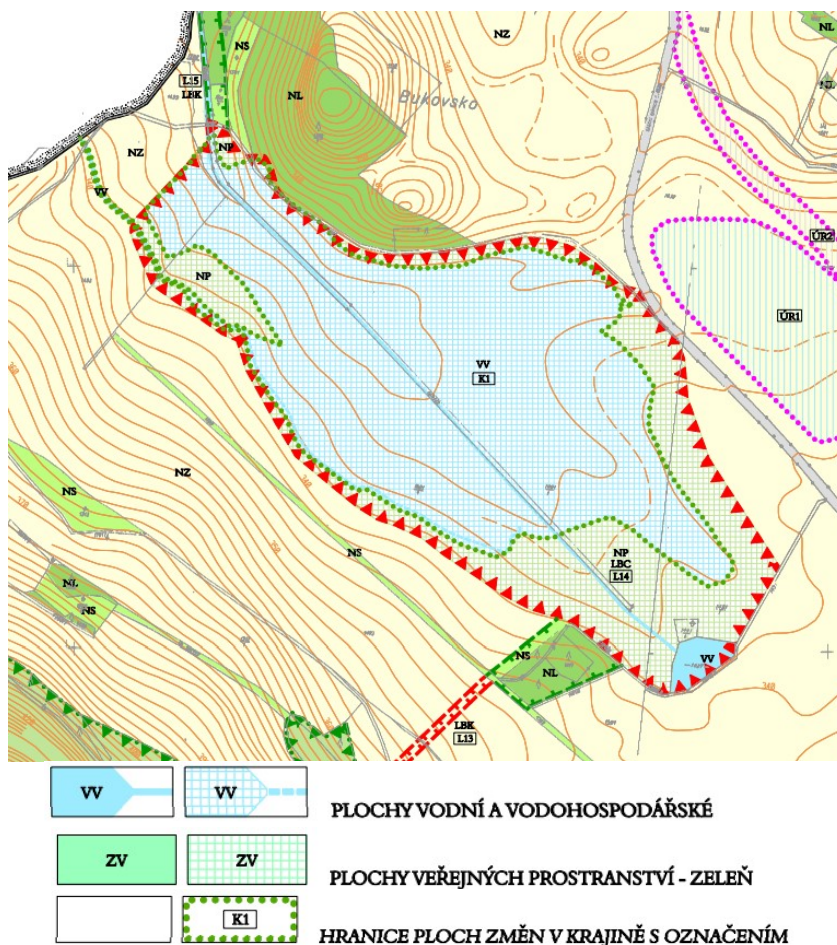 NL
NS
NZ
L15
LBK
NL
Bukovsko
NZ
NP
VV
ÚR2
NP
ÚR1
VV
K1
NZ
NS
NS
NP
LBC
L14
NL
NS
NS
NL
VV
LBK
L13
VV
VV
PLOCHY VODNÍ A VODOHOSPODÁŘSKÉ
ZV
ZV
PLOCHY VEŘEJNÝCH PROSTRANSTVÍ - ZELEŇ
K1
HRANICE PLOCH ZMĚN V KRAJINĚ S OZNAČENÍM